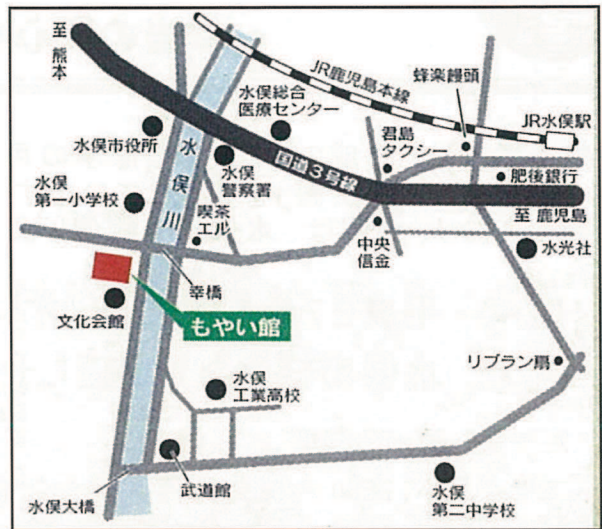 至 熊本
JR鹿児島本線
蜂楽饅頭
JR水俣駅
水俣総合
医療センター
水俣市役所
君島
タクシー
国道3号線
肥後銀行
水俣川
水俣
警察署
水俣
第一小学校
至 鹿児島
喫茶
エル
中央
信金
水光社
幸橋
文化会館
もやい館
リブラン扇
水俣
工業高校
武道館
水俣大橋
水俣
第二中学校